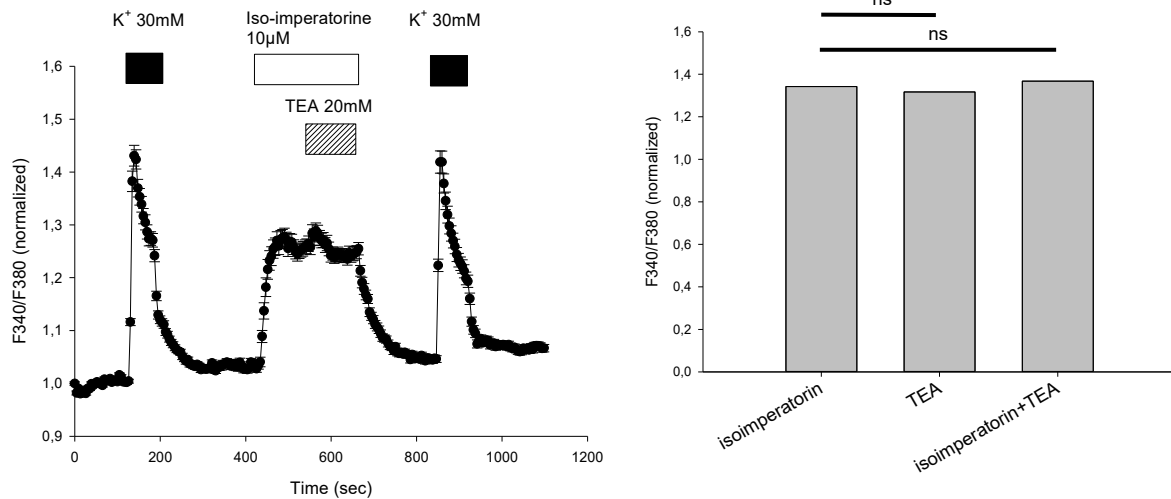 K+ 30mM
Iso-imperatorine
10µM
K+ 30mM
TEA 20mM
1,6
1,5
1,4
1,3
1,2
1,1
1,0
0,9
F340/F380 (normalized)
0
200
400
600
800
1000
1200
Time (sec)
ns
ns
1,6
1,4
1,2
1,0
0,8
0,6
0,4
0,2
0,0
F340/F380 (normalized)
isoimperatorin
TEA
isoimperatorin+TEA